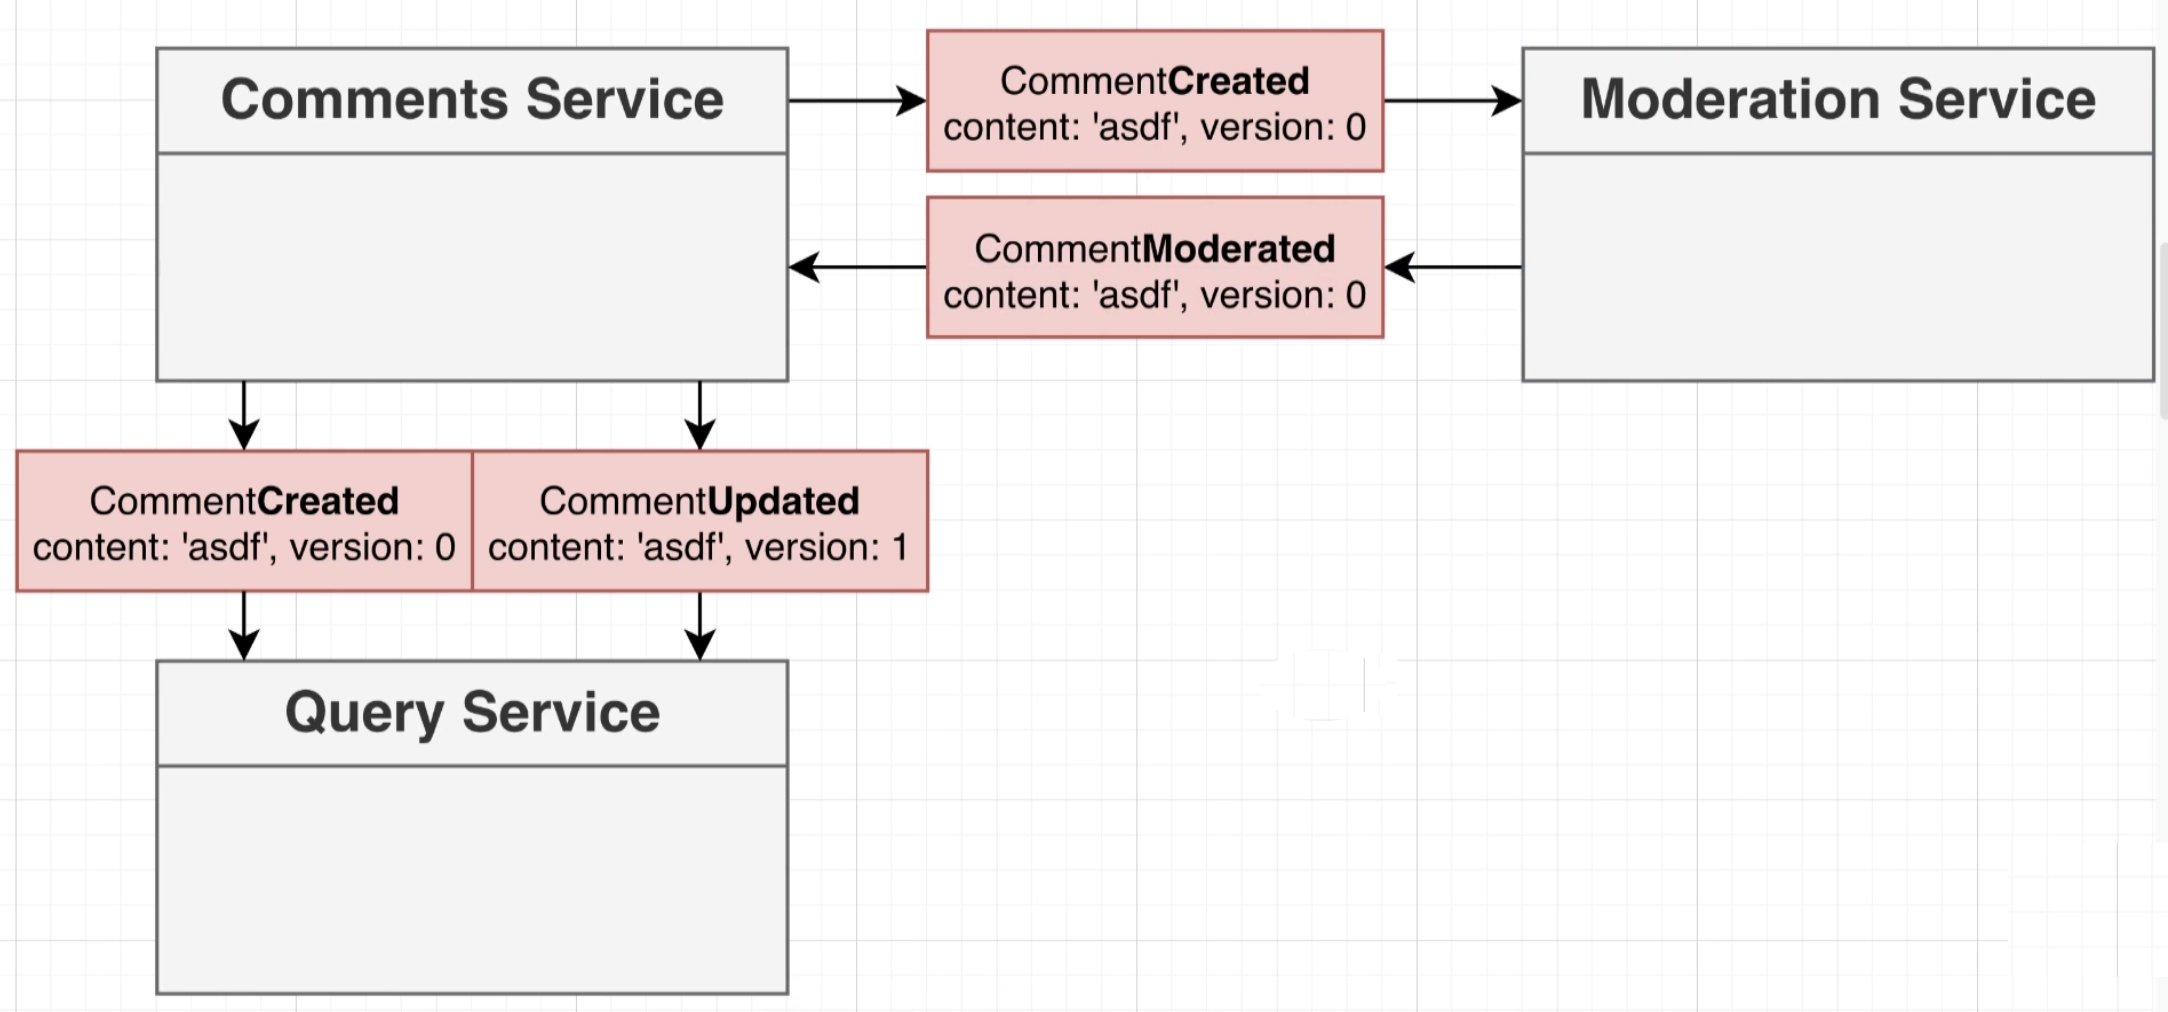 Comments Service
CommentCreated
content: 'asdf', version: 0
Moderation Service
CommentModerated
content: 'asdf', version: 0
CommentCreated
content: 'asdf', version: 0
CommentUpdated
content: 'asdf', version: 1
Query Service